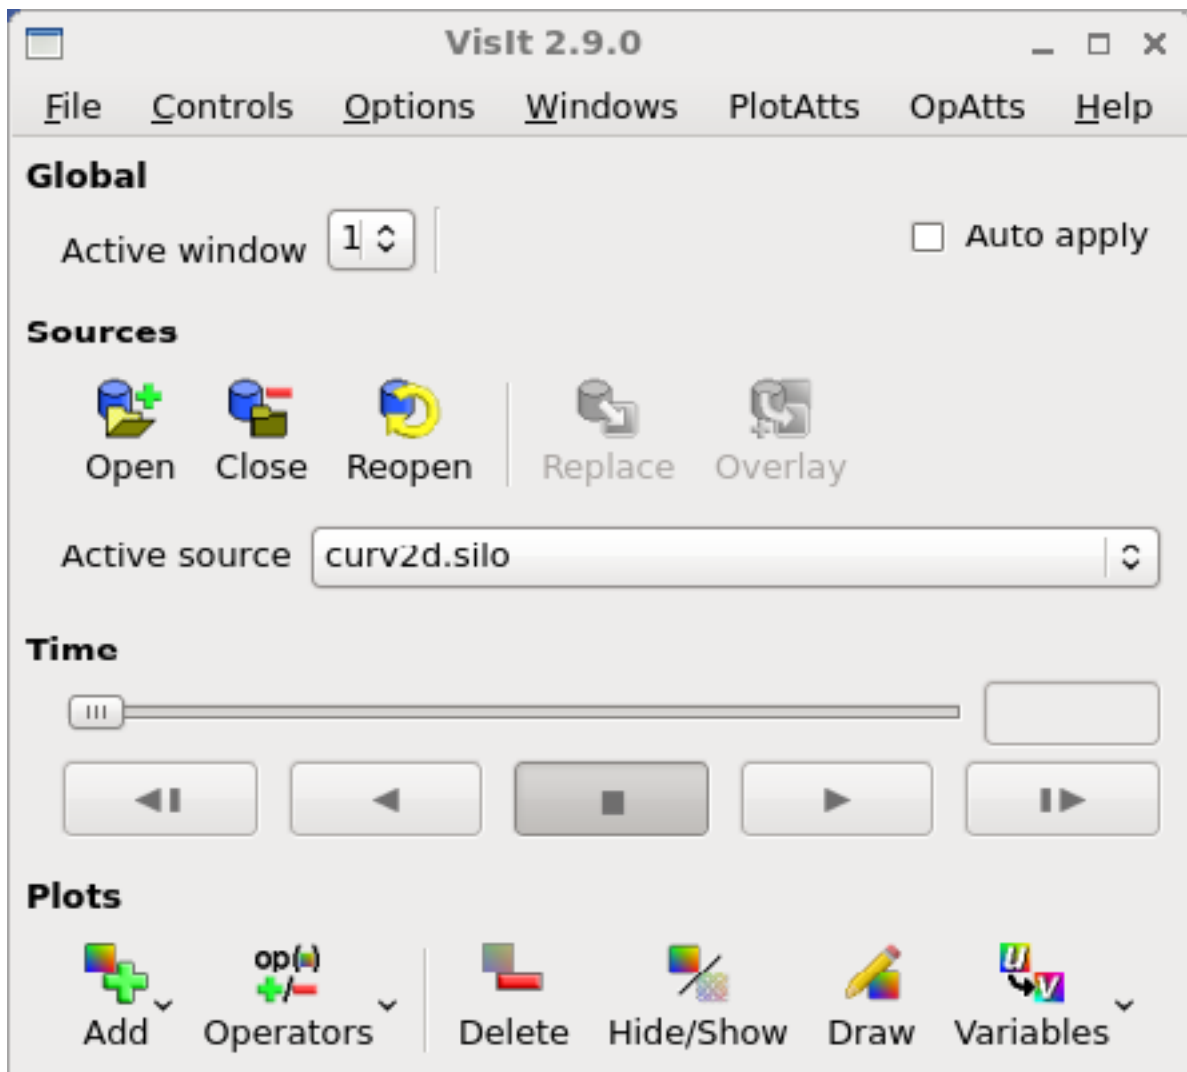 VisIt 2.9.0
File Controls Options Windows PlotAtts OpAtts Help
Global
Active window 1 Auto apply
Sources
Open Close Reopen Replace Overlay
Active source curv2d.silo
Time
Plots
op(·)
+/−
u
v
Add Operators Delete Hide/Show Draw Variables